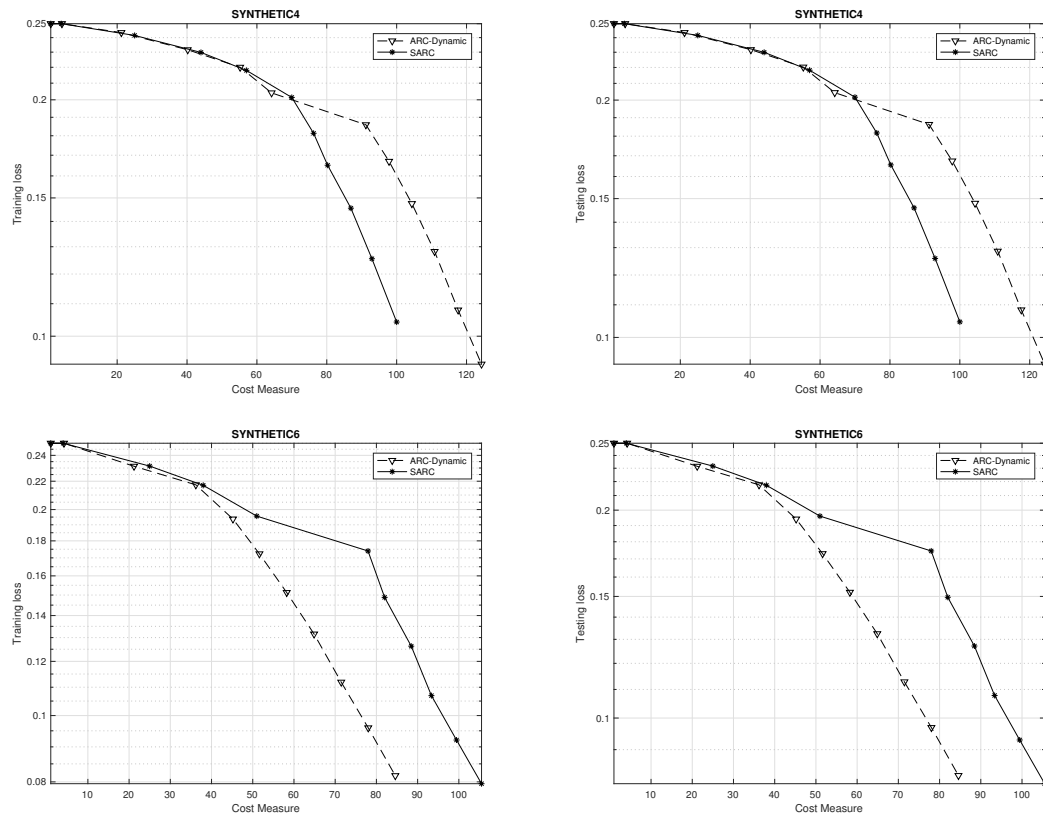 SYNTHETIC4
0.25
0.2
0.15
0.1
Training loss
ARC-Dynamic
SARC
20 40 60 80 100 120
Cost Measure
SYNTHETIC4
0.25
0.2
0.15
0.1
Testing loss
ARC-Dynamic
SARC
20 40 60 80 100 120
Cost Measure
SYNTHETIC6
0.24
0.22
0.2
0.18
0.16
0.14
0.12
0.1
0.08
Training loss
ARC-Dynamic
SARC
10 20 30 40 50 60 70 80 90 100
Cost Measure
SYNTHETIC6
0.25
0.2
0.15
0.1
Testing loss
ARC-Dynamic
SARC
10 20 30 40 50 60 70 80 90 100
Cost Measure